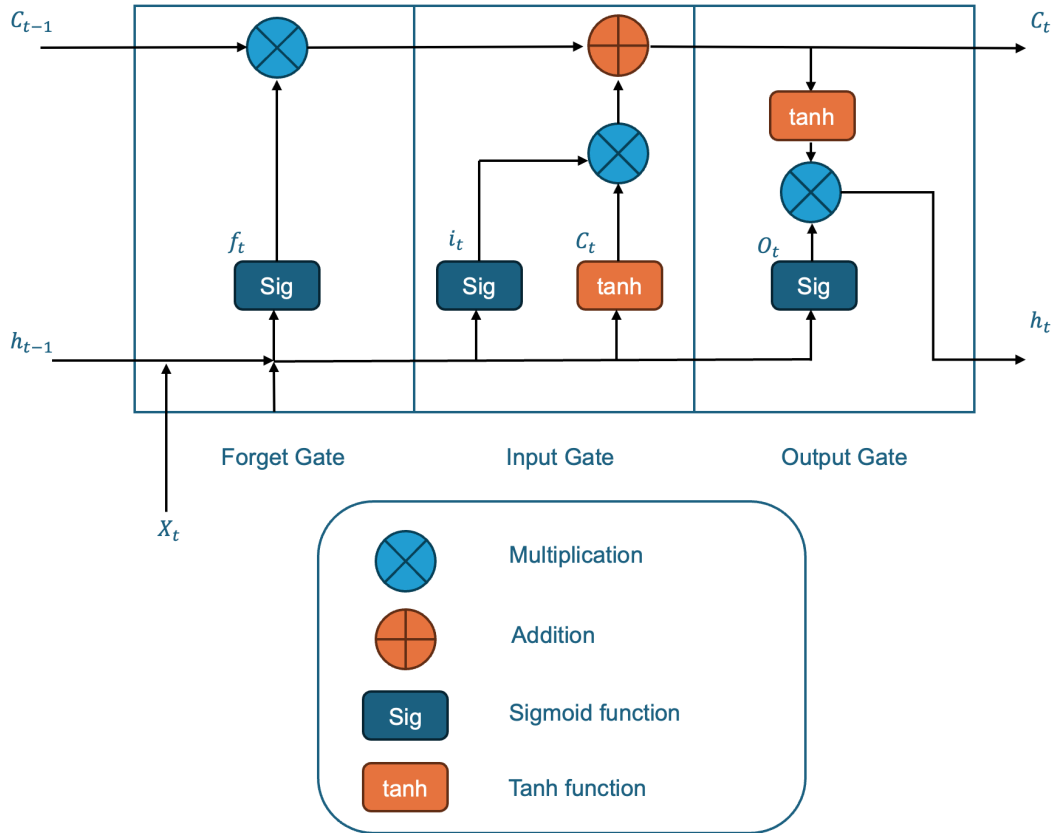 C_{t-1}
C_t
tanh
f_t
i_t
C_t
O_t
Sig
Sig
tanh
Sig
h_{t-1}
h_t
Forget Gate
Input Gate
Output Gate
X_t
Multiplication
Addition
Sig
Sigmoid function
tanh
Tanh function